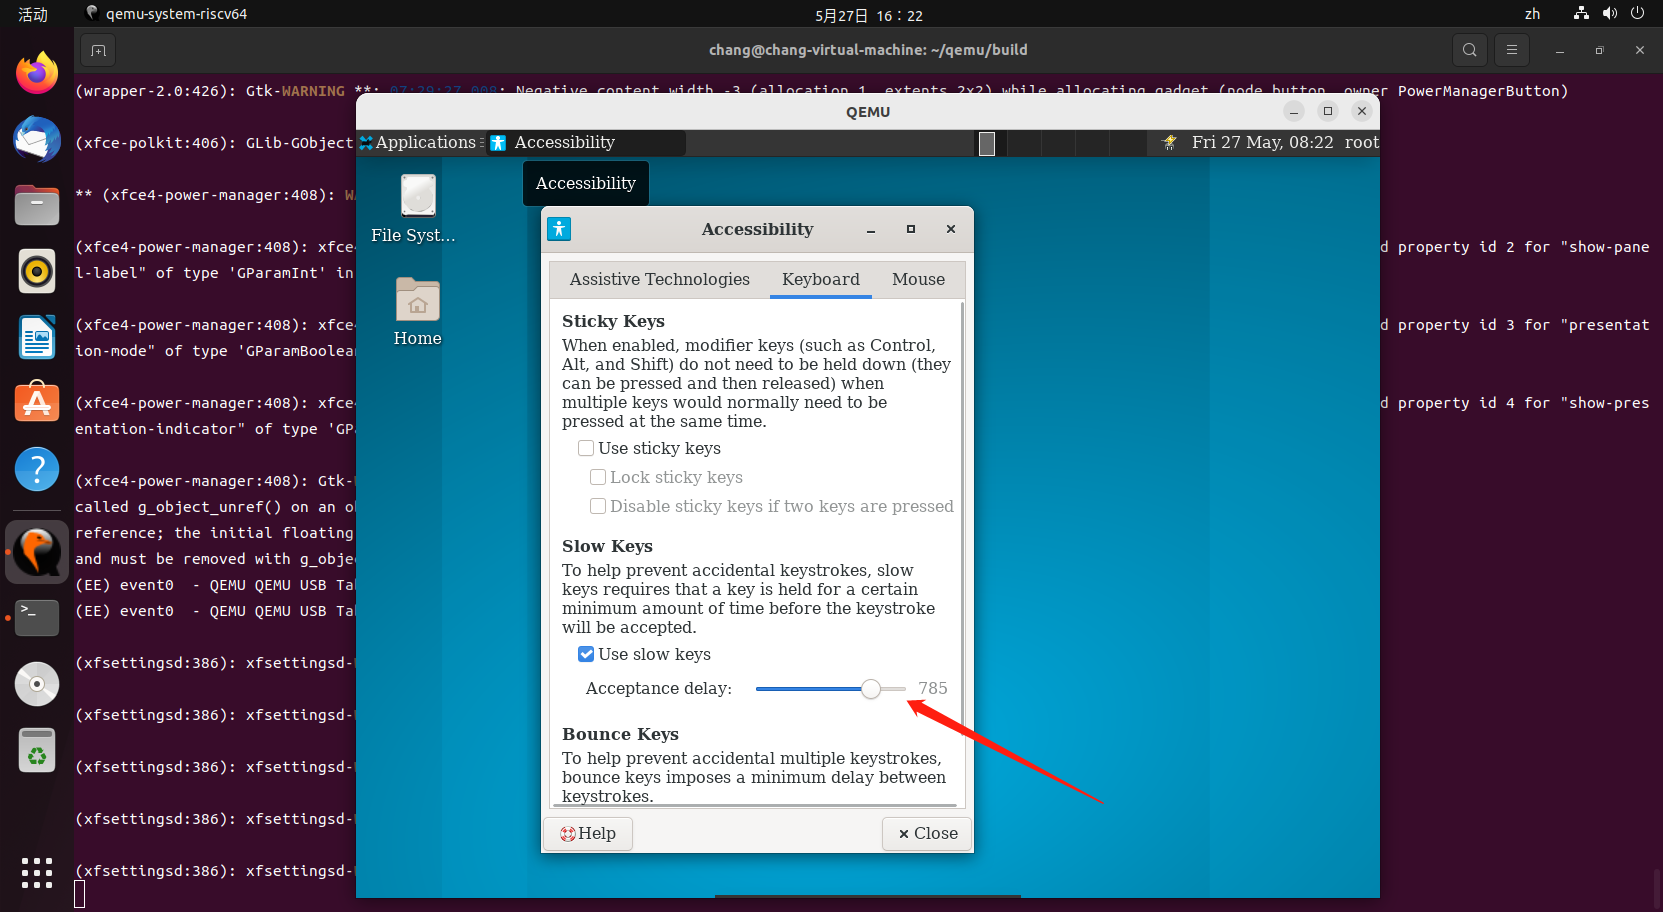 活动
qemu-system-riscv64
5月27日 16：22
zh
chang@chang-virtual-machine: ~/qemu/build
(wrapper-2.0:426): Gtk-WARNING **: 07:29:27.008: Negative content width -3 (allocation 1, extents 2x2) while allocating gadget (node button, owner PowerManagerButton)
QEMU
(xfce-polkit:406): GLib-GObject
Applications
Accessibility
Fri 27 May, 08:22 root
Accessibility
** (xfce4-power-manager:408):
File Syst...
Accessibility
(xfce4-power-manager:408): xfce4
d property id 2 for "show-pane
l-label" of type 'GParamInt' in
Assistive Technologies
Keyboard
Mouse
Home
Sticky Keys
(xfce4-power-manager:408): xfce4
d property id 3 for "presentat
ion-mode" of type 'GParamBoolean
When enabled, modifier keys (such as Control,
Alt, and Shift) do not need to be held down (they
can be pressed and then released) when
multiple keys would normally need to be
pressed at the same time.
(xfce4-power-manager:408): xfce4
d property id 4 for "show-pres
entation-indicator" of type 'GPa
Use sticky keys
Lock sticky keys
Disable sticky keys if two keys are pressed
(xfce4-power-manager:408): Gtk-
called g_object_unref() on an ob
reference; the initial floating
and must be removed with g_objec
(EE) event0 - QEMU QEMU USB Tab
(EE) event0 - QEMU QEMU USB Tab
Slow Keys
To help prevent accidental keystrokes, slow
keys requires that a key is held for a certain
minimum amount of time before the keystroke
will be accepted.
Use slow keys
Acceptance delay:
785
(xfsettingsd:386): xfsettingsd-
(xfsettingsd:386): xfsettingsd-
(xfsettingsd:386): xfsettingsd-
(xfsettingsd:386): xfsettingsd-
(xfsettingsd:386): xfsettingsd-
Bounce Keys
To help prevent accidental multiple keystrokes,
bounce keys imposes a minimum delay between
keystrokes.
Help
Close